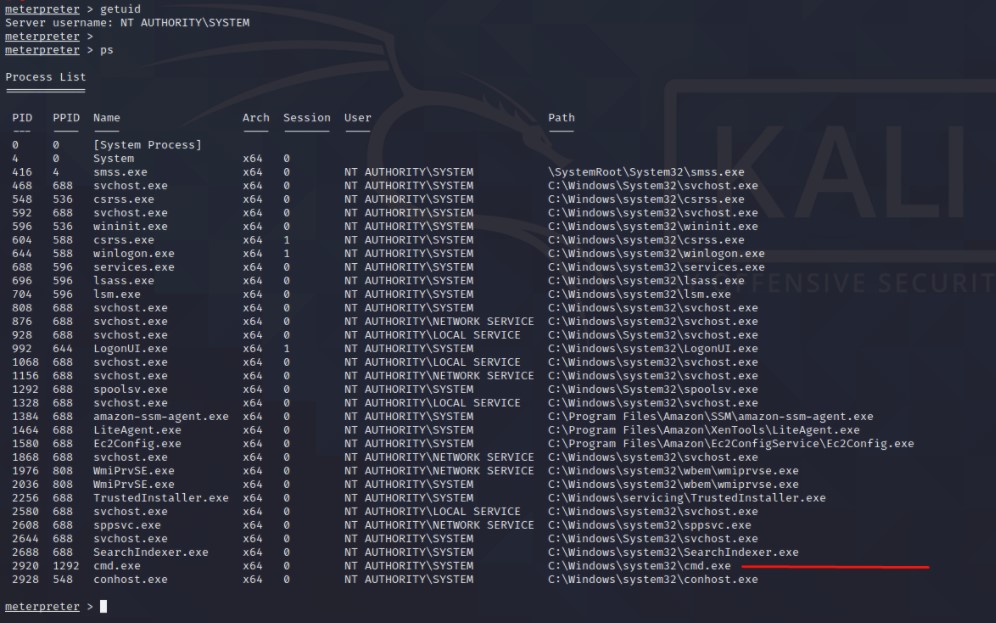 meterpreter > getuid
Server username: NT AUTHORITY\SYSTEM
meterpreter >
meterpreter > ps
Process List
PID PPID Name Arch Session User Path
0 0 [System Process]
4 0 System x64 0
416 4 smss.exe x64 0 NT AUTHORITY\SYSTEM \SystemRoot\System32\smss.exe
468 688 svchost.exe x64 0 NT AUTHORITY\SYSTEM C:\Windows\System32\svchost.exe
548 536 csrss.exe x64 0 NT AUTHORITY\SYSTEM C:\Windows\system32\csrss.exe
592 688 svchost.exe x64 0 NT AUTHORITY\SYSTEM C:\Windows\system32\svchost.exe
596 536 wininit.exe x64 0 NT AUTHORITY\SYSTEM C:\Windows\system32\wininit.exe
604 588 csrss.exe x64 1 NT AUTHORITY\SYSTEM C:\Windows\system32\csrss.exe
644 588 winlogon.exe x64 1 NT AUTHORITY\SYSTEM C:\Windows\system32\winlogon.exe
688 596 services.exe x64 0 NT AUTHORITY\SYSTEM C:\Windows\system32\services.exe
696 596 lsass.exe x64 0 NT AUTHORITY\SYSTEM C:\Windows\system32\lsass.exe
704 596 lsm.exe x64 0 NT AUTHORITY\SYSTEM C:\Windows\system32\lsm.exe
808 688 svchost.exe x64 0 NT AUTHORITY\SYSTEM C:\Windows\system32\svchost.exe
876 688 svchost.exe x64 0 NT AUTHORITY\NETWORK SERVICE C:\Windows\system32\svchost.exe
928 688 svchost.exe x64 0 NT AUTHORITY\LOCAL SERVICE C:\Windows\System32\svchost.exe
992 644 LogonUI.exe x64 1 NT AUTHORITY\SYSTEM C:\Windows\system32\LogonUI.exe
1068 688 svchost.exe x64 0 NT AUTHORITY\LOCAL SERVICE C:\Windows\system32\svchost.exe
1156 688 svchost.exe x64 0 NT AUTHORITY\NETWORK SERVICE C:\Windows\system32\svchost.exe
1292 688 spoolsv.exe x64 0 NT AUTHORITY\SYSTEM C:\Windows\System32\spoolsv.exe
1328 688 svchost.exe x64 0 NT AUTHORITY\LOCAL SERVICE C:\Windows\system32\svchost.exe
1384 688 amazon-ssm-agent.exe x64 0 NT AUTHORITY\SYSTEM C:\Program Files\Amazon\SSM\amazon-ssm-agent.exe
1464 688 LiteAgent.exe x64 0 NT AUTHORITY\SYSTEM C:\Program Files\Amazon\XenTools\LiteAgent.exe
1580 688 Ec2Config.exe x64 0 NT AUTHORITY\SYSTEM C:\Program Files\Amazon\Ec2ConfigService\Ec2Config.exe
1868 688 svchost.exe x64 0 NT AUTHORITY\NETWORK SERVICE C:\Windows\system32\svchost.exe
1976 808 WmiPrvSE.exe x64 0 NT AUTHORITY\NETWORK SERVICE C:\Windows\system32\wbem\wmiprvse.exe
2036 808 WmiPrvSE.exe x64 0 NT AUTHORITY\SYSTEM C:\Windows\system32\wbem\wmiprvse.exe
2256 688 TrustedInstaller.exe x64 0 NT AUTHORITY\SYSTEM C:\Windows\servicing\TrustedInstaller.exe
2580 688 svchost.exe x64 0 NT AUTHORITY\LOCAL SERVICE C:\Windows\system32\svchost.exe
2608 688 sppsvc.exe x64 0 NT AUTHORITY\NETWORK SERVICE C:\Windows\system32\sppsvc.exe
2644 688 svchost.exe x64 0 NT AUTHORITY\SYSTEM C:\Windows\System32\svchost.exe
2688 688 SearchIndexer.exe x64 0 NT AUTHORITY\SYSTEM C:\Windows\system32\SearchIndexer.exe
2920 1292 cmd.exe x64 0 NT AUTHORITY\SYSTEM C:\Windows\system32\cmd.exe
2928 548 conhost.exe x64 0 NT AUTHORITY\SYSTEM C:\Windows\system32\conhost.exe
meterpreter >
KALI
FFENSIVE SECURIT